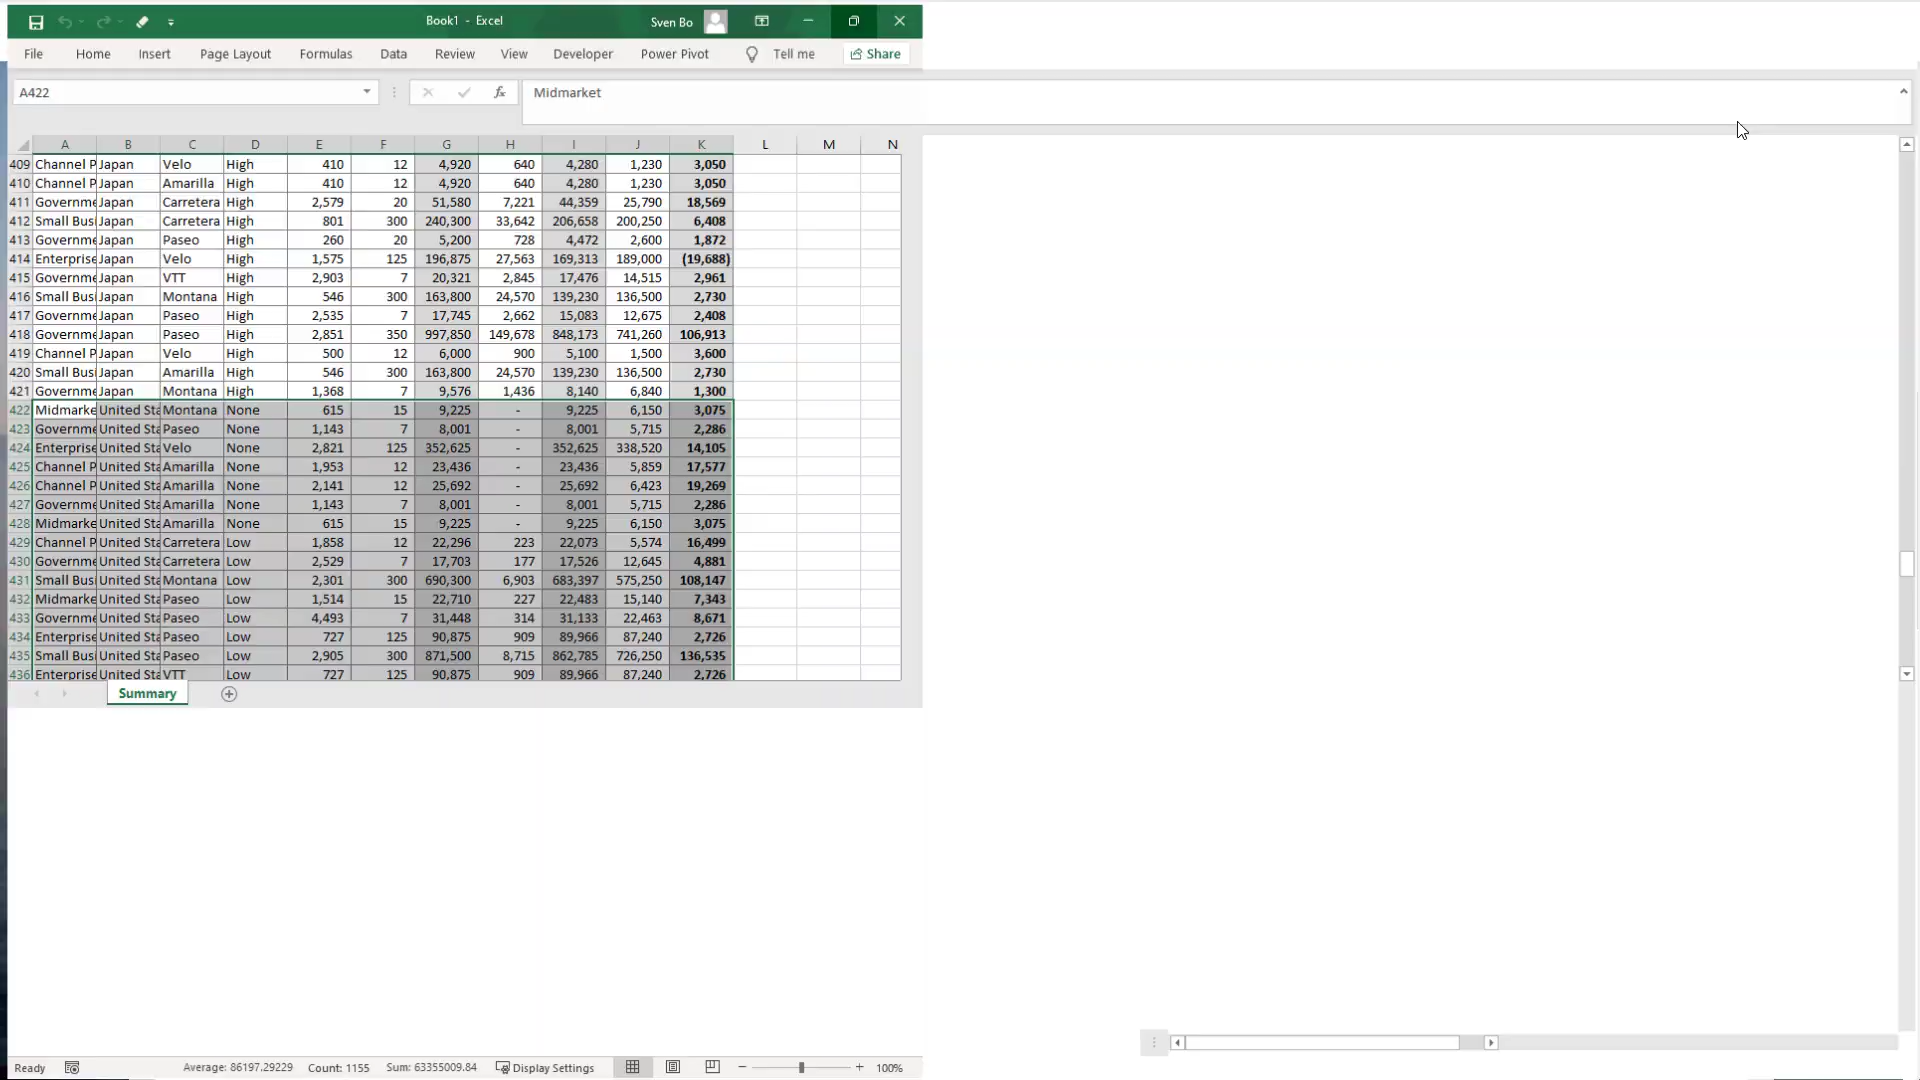 Book1 - Excel
Sven Bo
File Home Insert Page Layout Formulas Data Review View Developer Power Pivot Tell me Share
A422 fx Midmarket
A B C D E F G H I J K L M N
409 Channel P Japan Velo High 410 12 4,920 640 4,280 1,230 3,050
410 Channel P Japan Amarilla High 410 12 4,920 640 4,280 1,230 3,050
411 Governme Japan Carretera High 2,579 20 51,580 7,221 44,359 25,790 18,569
412 Small Busi Japan Carretera High 801 300 240,300 33,642 206,658 200,250 6,408
413 Governme Japan Paseo High 260 20 5,200 728 4,472 2,600 1,872
414 Enterprise Japan Velo High 1,575 125 196,875 27,563 169,313 189,000 (19,688)
415 Governme Japan VTT High 2,903 7 20,321 2,845 17,476 14,515 2,961
416 Small Busi Japan Montana High 546 300 163,800 24,570 139,230 136,500 2,730
417 Governme Japan Paseo High 2,535 7 17,745 2,662 15,083 12,675 2,408
418 Governme Japan Paseo High 2,851 350 997,850 149,678 848,173 741,260 106,913
419 Channel P Japan Velo High 500 12 6,000 900 5,100 1,500 3,600
420 Small Busi Japan Amarilla High 546 300 163,800 24,570 139,230 136,500 2,730
421 Governme Japan Montana High 1,368 7 9,576 1,436 8,140 6,840 1,300
422 Midmarke United Sta Montana None 615 15 9,225 - 9,225 6,150 3,075
423 Governme United Sta Paseo None 1,143 7 8,001 - 8,001 5,715 2,286
424 Enterprise United Sta Velo None 2,821 125 352,625 - 352,625 338,520 14,105
425 Channel P United Sta Amarilla None 1,953 12 23,436 - 23,436 5,859 17,577
426 Channel P United Sta Amarilla None 2,141 12 25,692 - 25,692 6,423 19,269
427 Governme United Sta Amarilla None 1,143 7 8,001 - 8,001 5,715 2,286
428 Midmarke United Sta Amarilla None 615 15 9,225 - 9,225 6,150 3,075
429 Channel P United Sta Carretera Low 1,858 12 22,296 223 22,073 5,574 16,499
430 Governme United Sta Carretera Low 2,529 7 17,703 177 17,526 12,645 4,881
431 Small Busi United Sta Montana Low 2,301 300 690,300 6,903 683,397 575,250 108,147
432 Midmarke United Sta Paseo Low 1,514 15 22,710 227 22,483 15,140 7,343
433 Governme United Sta Paseo Low 4,493 7 31,448 314 31,133 22,463 8,671
434 Enterprise United Sta Paseo Low 727 125 90,875 909 89,966 87,240 2,726
435 Small Busi United Sta Paseo Low 2,905 300 871,500 8,715 862,785 726,250 136,535
436 Enterprise United Sta VTT Low 727 125 90,875 909 89,966 87,240 2,726
Summary
Ready Average: 86197.29229 Count: 1155 Sum: 63355009.84 Display Settings 100%